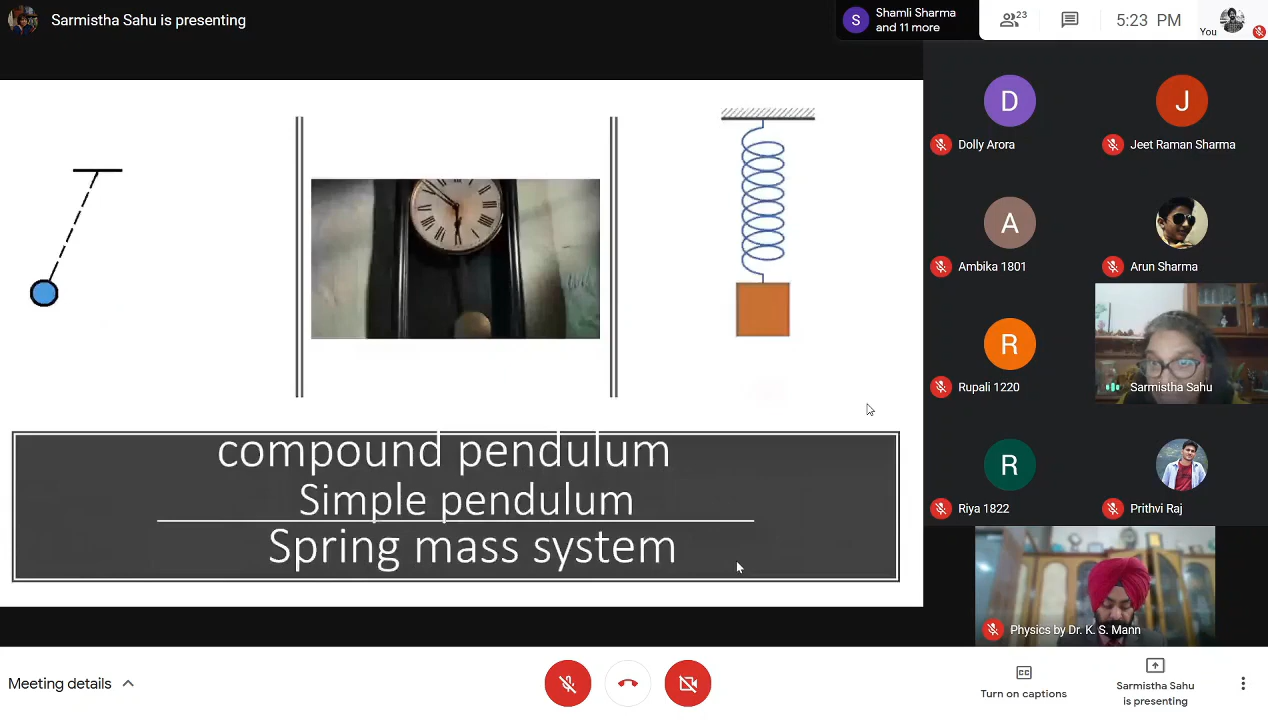 Sarmistha Sahu is presenting
S
Shamli Sharma
and 11 more
23
5:23 PM
You
D
Dolly Arora
J
Jeet Raman Sharma
A
Ambika 1801
Arun Sharma
R
Rupali 1220
Sarmistha Sahu
R
Riya 1822
Prithvi Raj
Physics by Dr. K. S. Mann
compound pendulum
Simple pendulum
Spring mass system
Meeting details
CC
Turn on captions
Sarmistha Sahu
is presenting